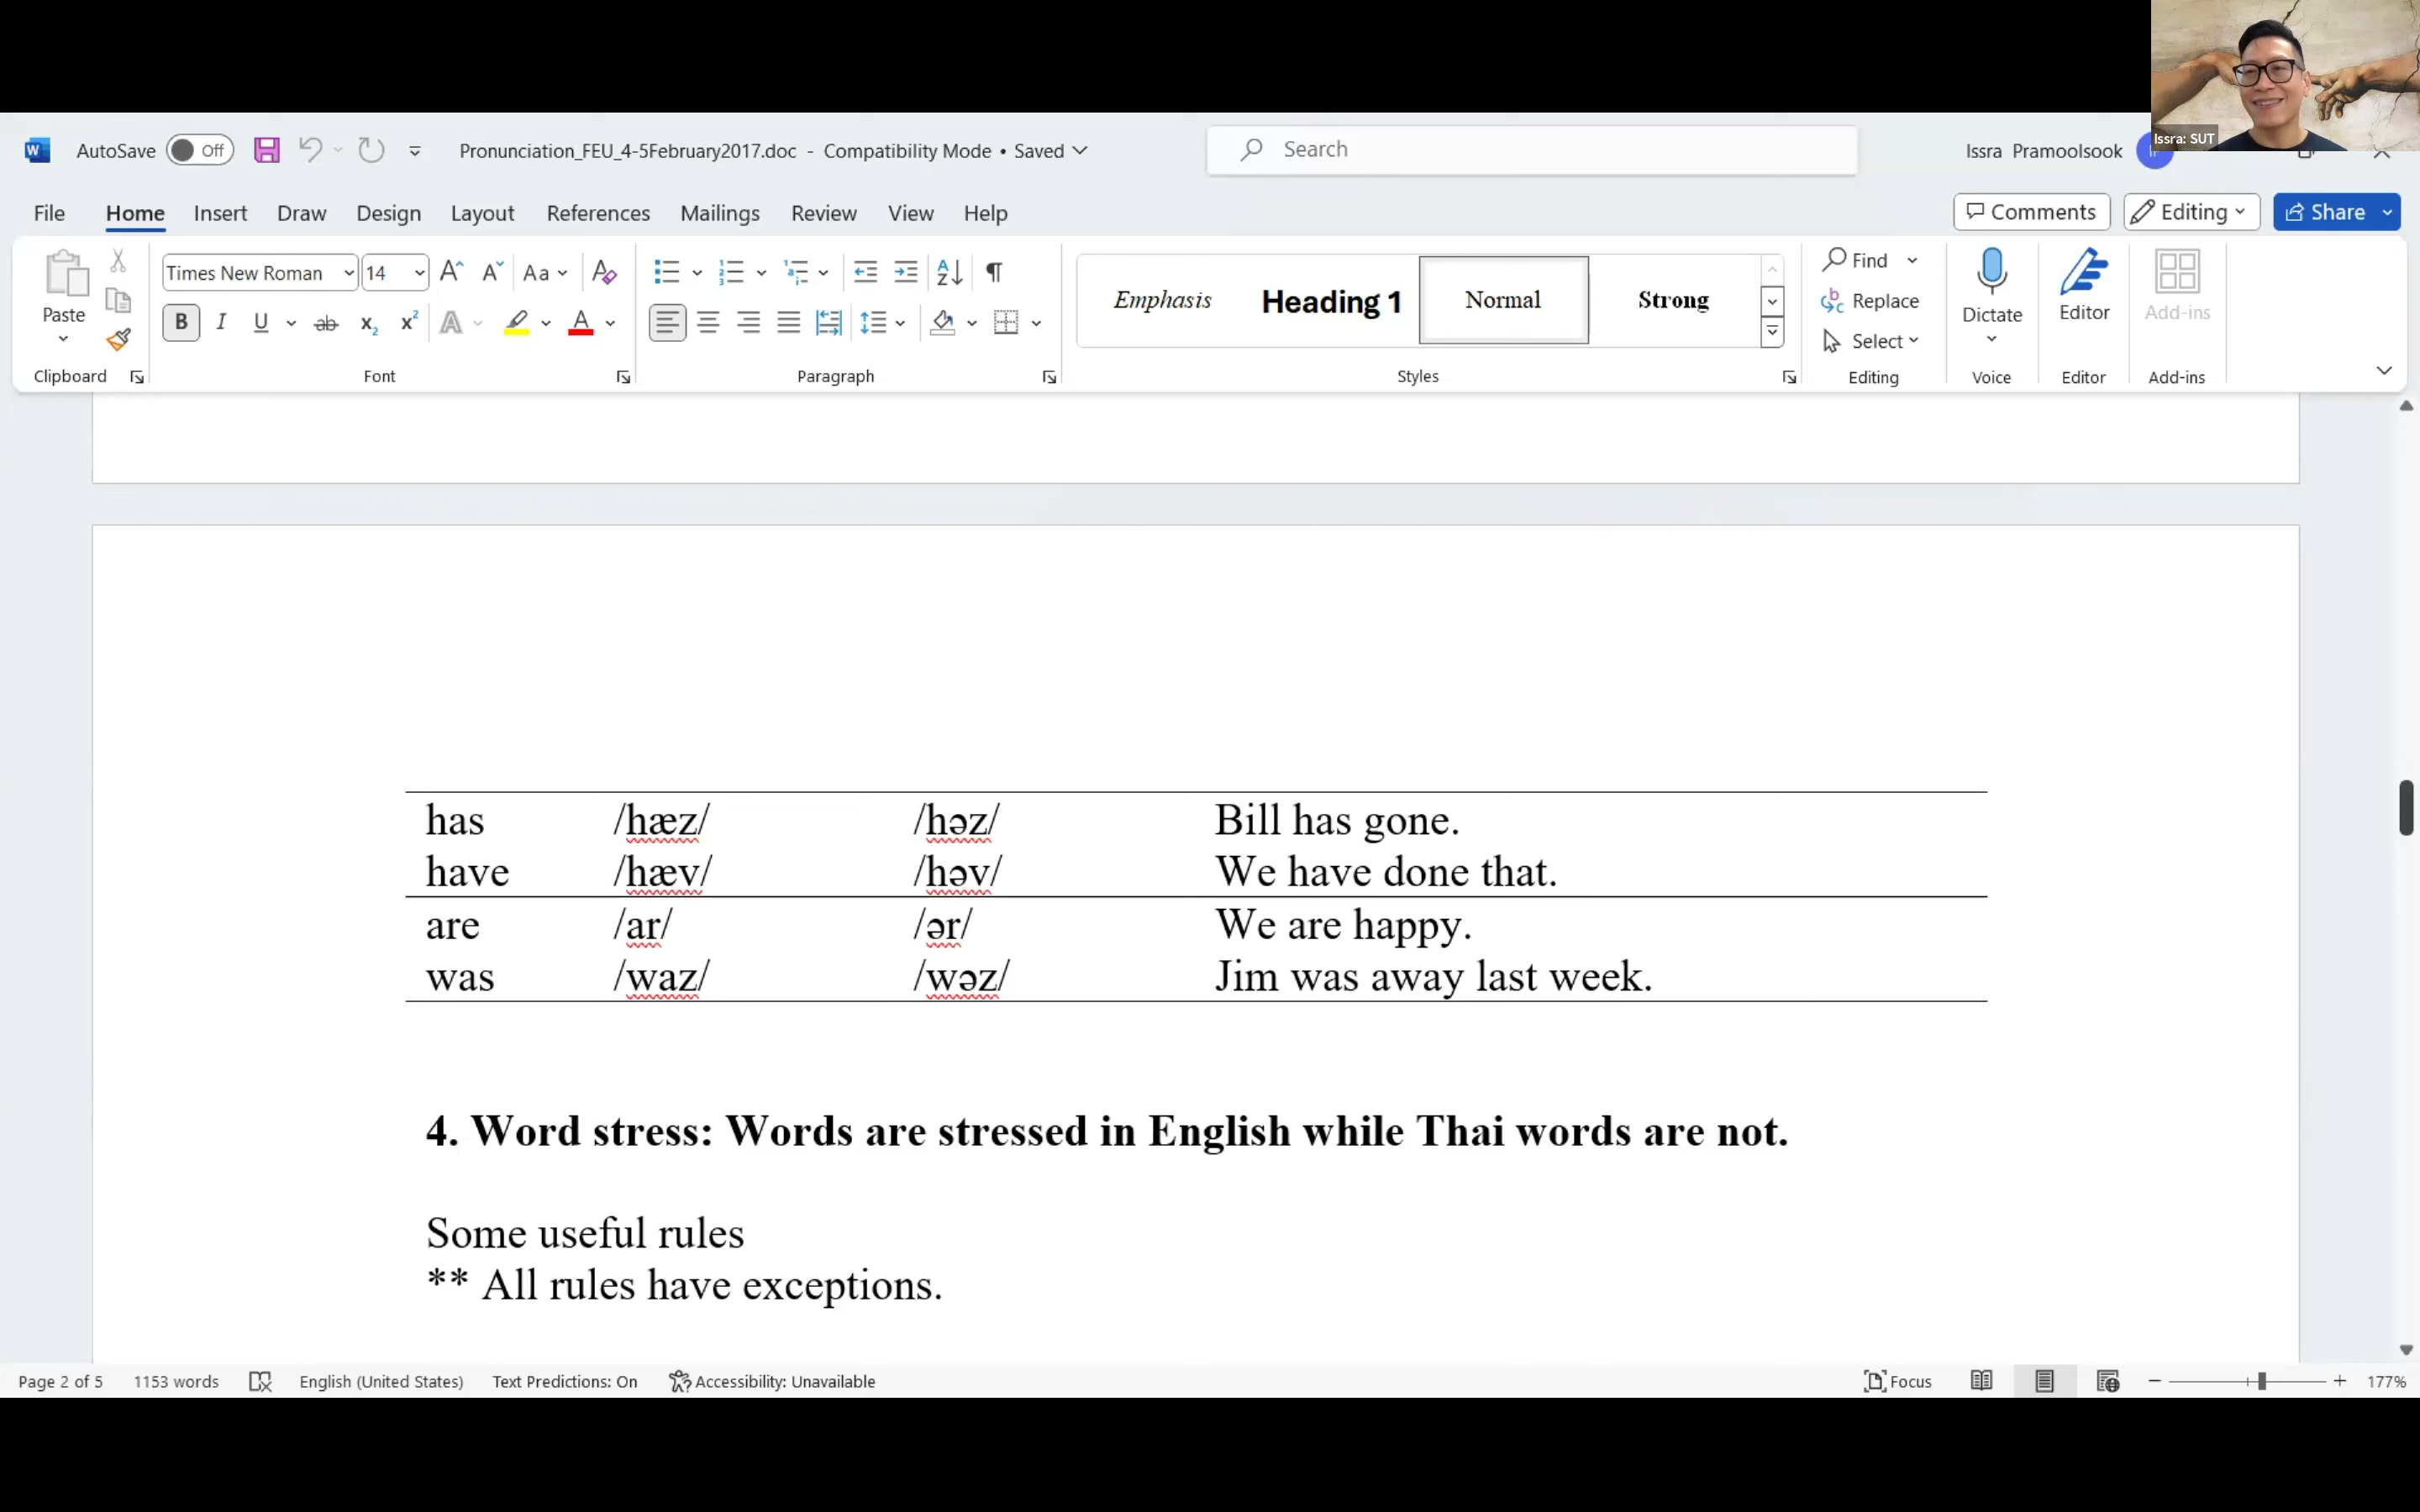 AutoSave Off Pronunciation_FEU_4-5February2017.doc - Compatibility Mode • Saved Search Issra Pramoolsook
Issra: SUT
File Home Insert Draw Design Layout References Mailings Review View Help Comments Editing Share
Paste Times New Roman 14 Aa Emphasis Heading 1 Normal Strong Find Replace Select Dictate Editor Add-ins
Clipboard Font Paragraph Styles Editing Voice Editor Add-ins
has /hæz/ /həz/ Bill has gone.
have /hæv/ /həv/ We have done that.
are /ar/ /ər/ We are happy.
was /waz/ /wəz/ Jim was away last week.
4. Word stress: Words are stressed in English while Thai words are not.
Some useful rules
** All rules have exceptions.
Page 2 of 5 1153 words English (United States) Text Predictions: On Accessibility: Unavailable Focus 177%